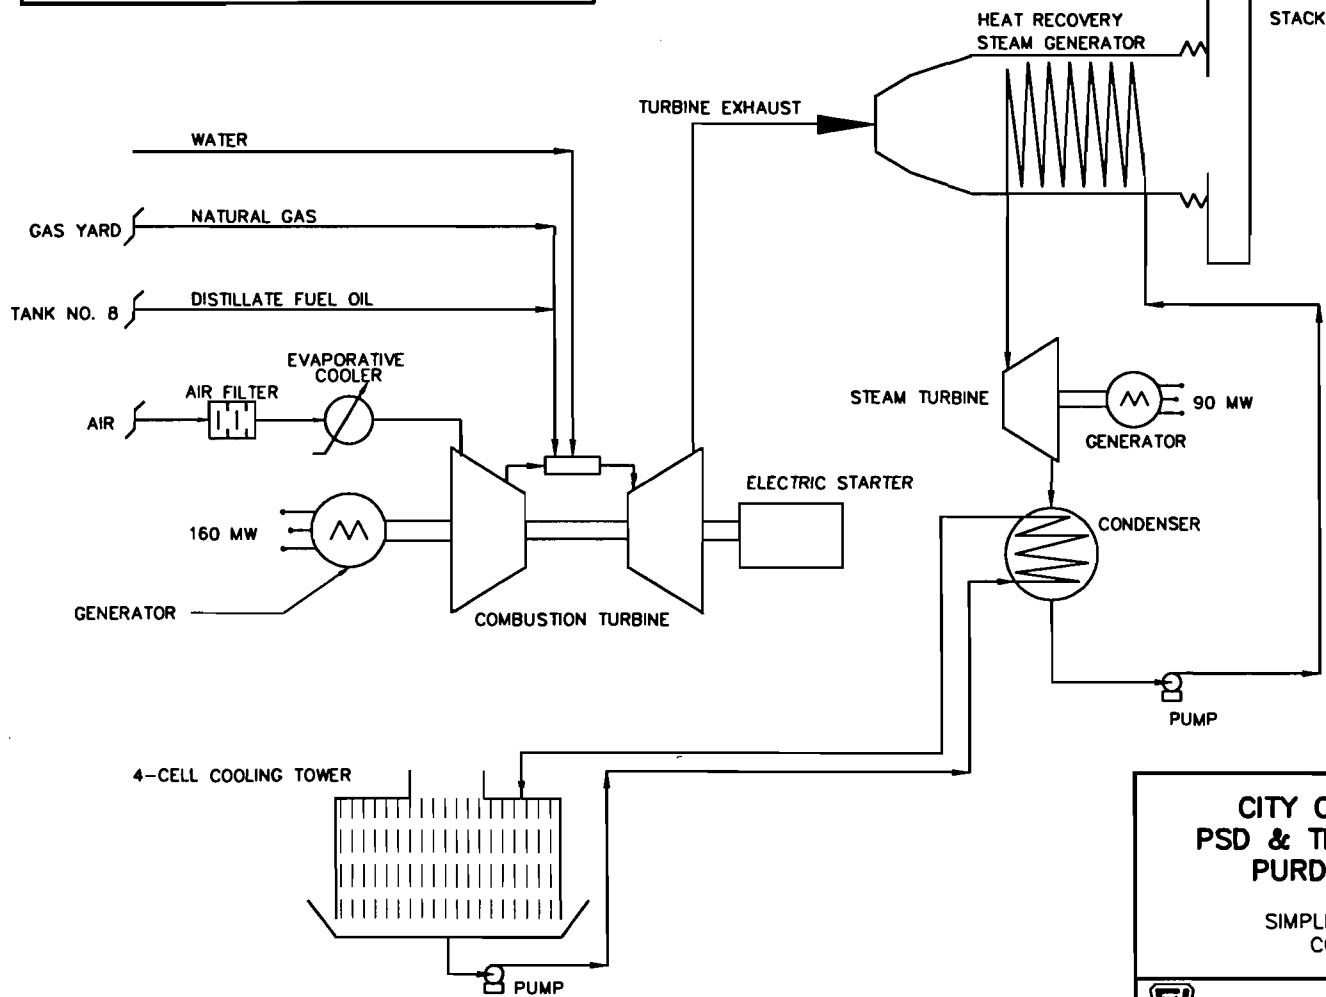 HEAT RECOVERY
STEAM GENERATOR
STACK
TURBINE EXHAUST
WATER
NATURAL GAS
GAS YARD
DISTILLATE FUEL OIL
TANK NO. 8
EVAPORATIVE
COOLER
AIR FILTER
AIR
STEAM TURBINE
90 MW
GENERATOR
ELECTRIC STARTER
160 MW
CONDENSER
GENERATOR
COMBUSTION TURBINE
PUMP
4-CELL COOLING TOWER
PUMP
CITY
PSD &